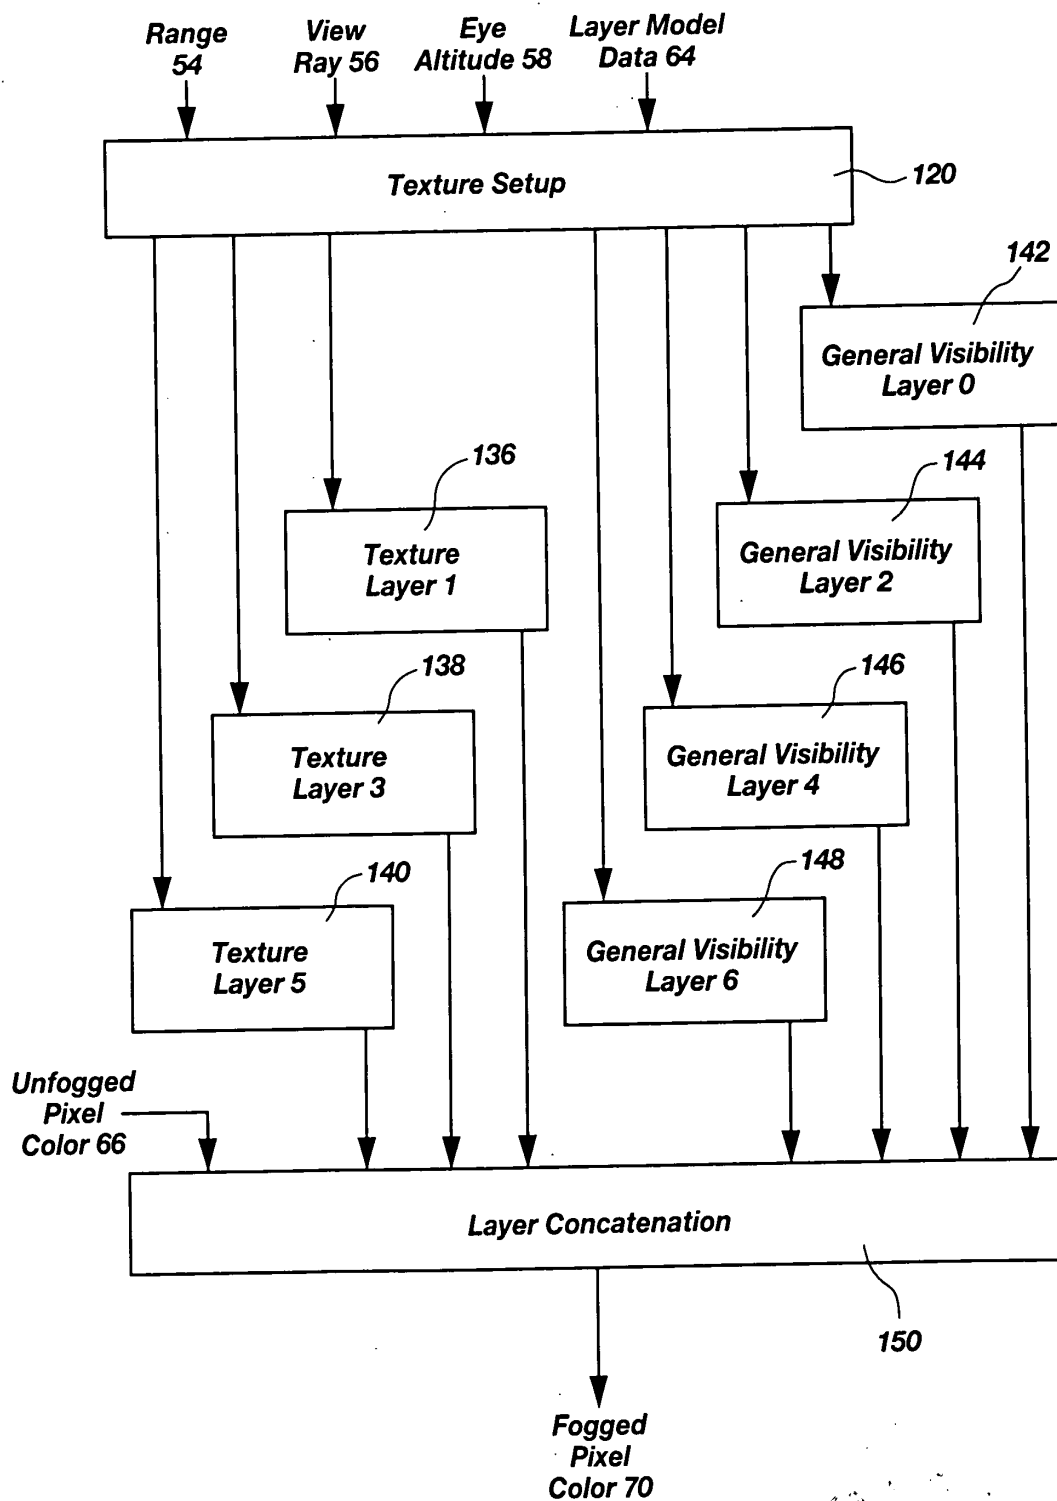 Range
54
View
Ray 56
Eye
Altitude 58
Layer Model
Data 64
Texture Setup
120
142
General Visibility
Layer 0
136
Texture
Layer 1
144
General Visibility
Layer 2
138
Texture
Layer 3
146
General Visibility
Layer 4
140
Texture
Layer 5
148
General Visibility
Layer 6
Unfogged
Pixel
Color 66
Layer Concatenation
150
Fogged
Pixel
Color 70